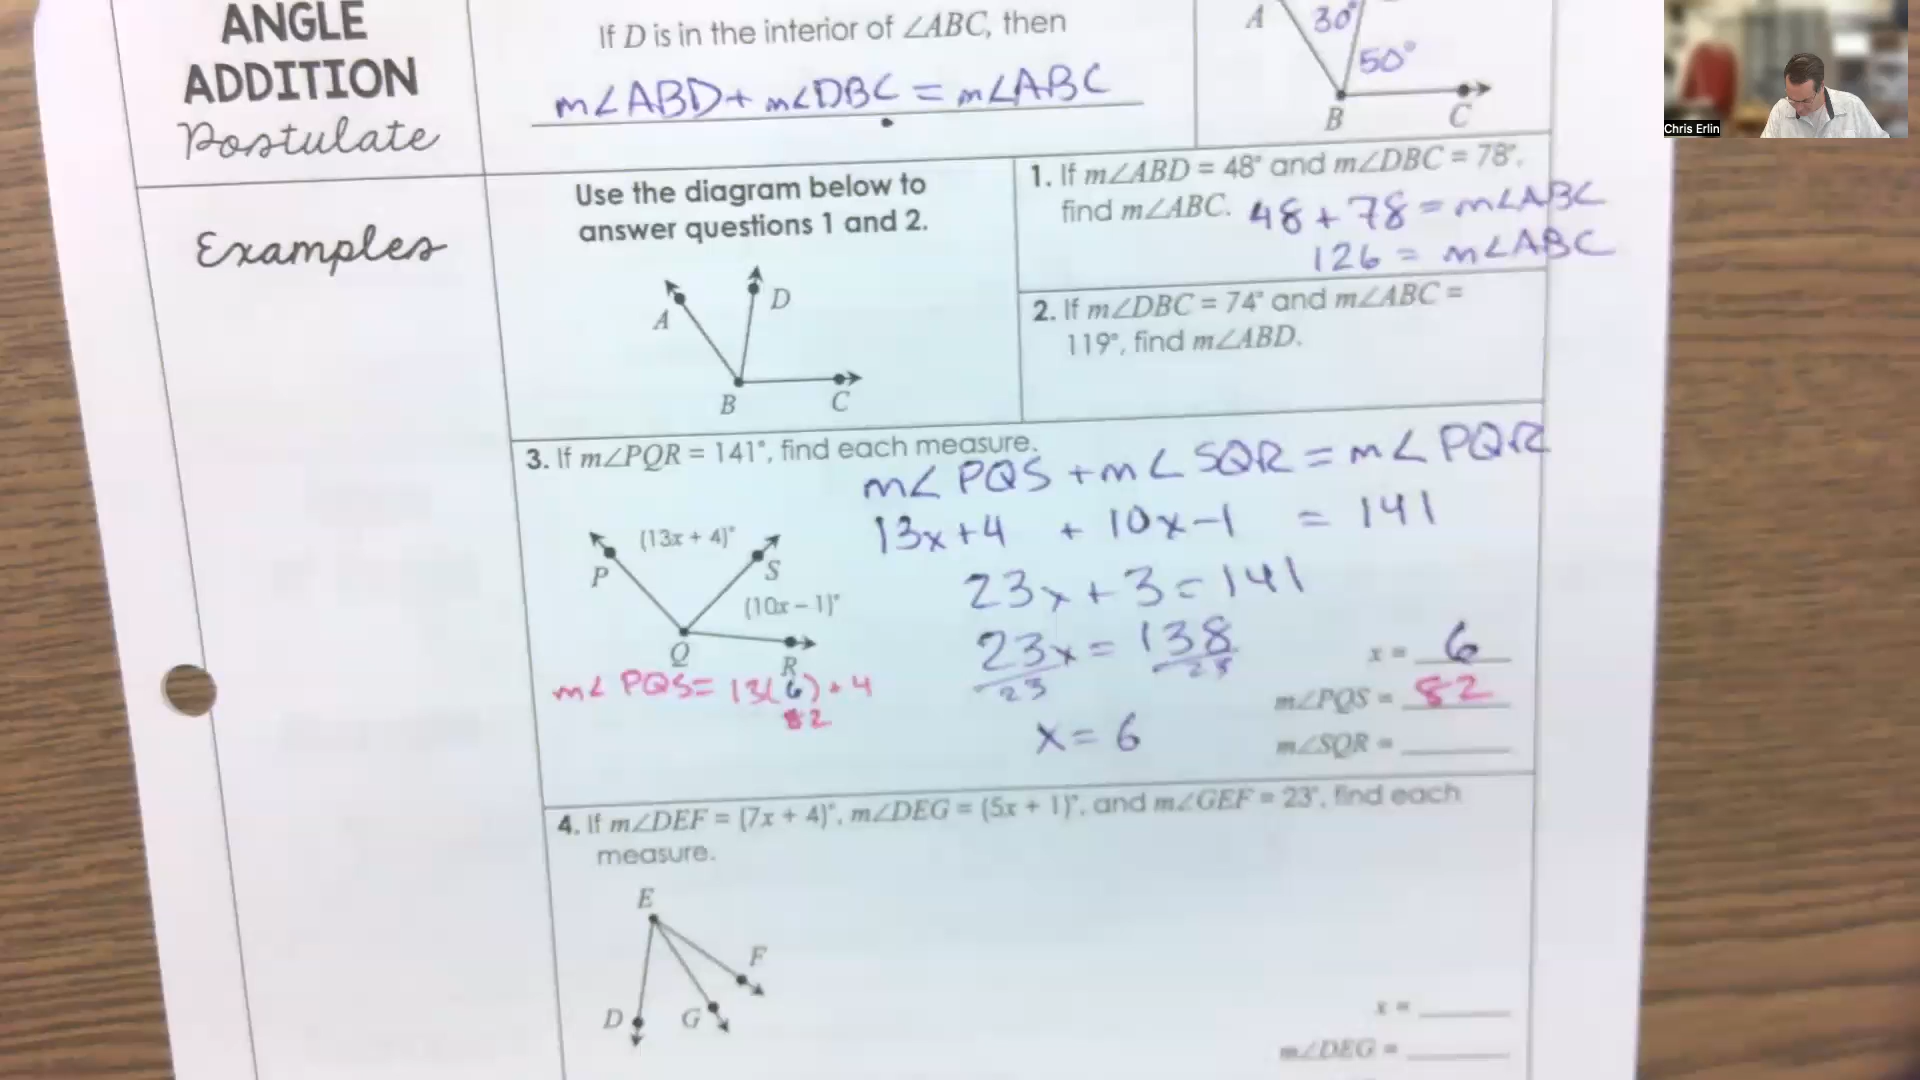 ANGLE
ADDITION
Postulate
If D is in the interior of ∠ABC, then
m∠ABD + m∠DBC = m∠ABC
A
30°
50°
B
C
Chris Erlin
Examples
Use the diagram below to
answer questions 1 and 2.
A
D
B
C
1. If m∠ABD = 48° and m∠DBC = 78°,
find m∠ABC.
48 + 78 = m∠ABC
126 = m∠ABC
2. If m∠DBC = 74° and m∠ABC =
119°, find m∠ABD.
3. If m∠PQR = 141°, find each measure.
m∠PQS + m∠SQR = m∠PQR
13x+4 + 10x-1 = 141
23x + 3 = 141
23x = 138
23 23
x = 6
(13x + 4)°
P
S
(10x – 1)°
Q
R
m∠PQS = 13(6) + 4
82
x = 6
m∠PQS = 82
m∠SQR =
4. If m∠DEF = (7x + 4)°, m∠DEG = (5x + 1)°, and m∠GEF = 23°, find each
measure.
E
F
D
G
x =
m∠DEG =